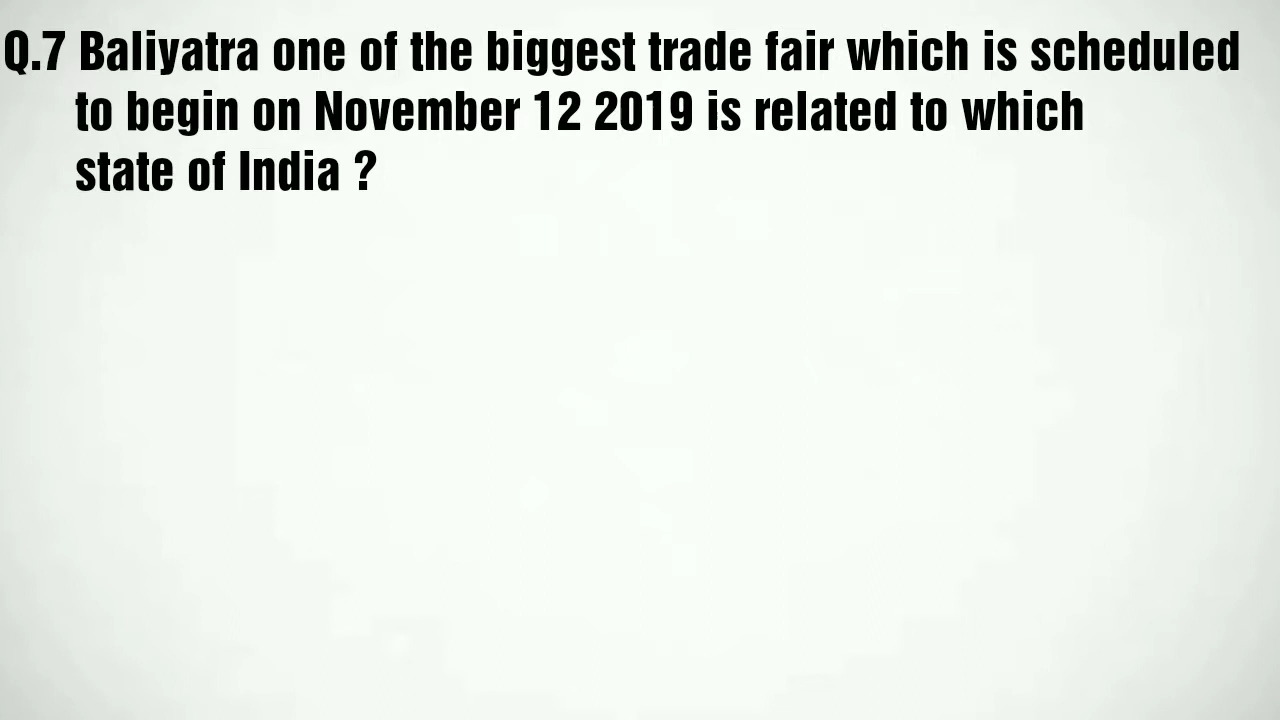 Q.7 Baliyatra one of the biggest trade fair which is scheduled
to begin on November 12 2019 is related to which
state of India ?